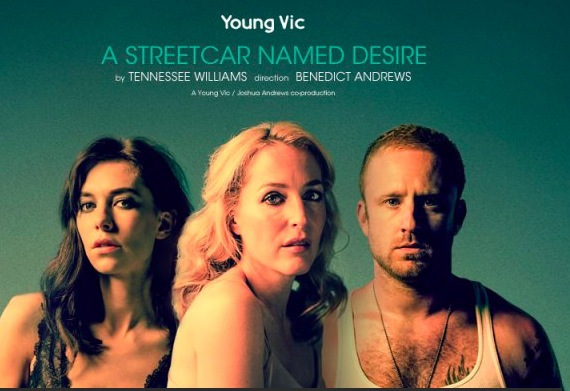 Young Vic
A STREETCAR NAMED DESIRE
by TENNESSEE WILLIAMS direction BENEDICT ANDREWS
A Young Vic / Joshua Andrews co-production